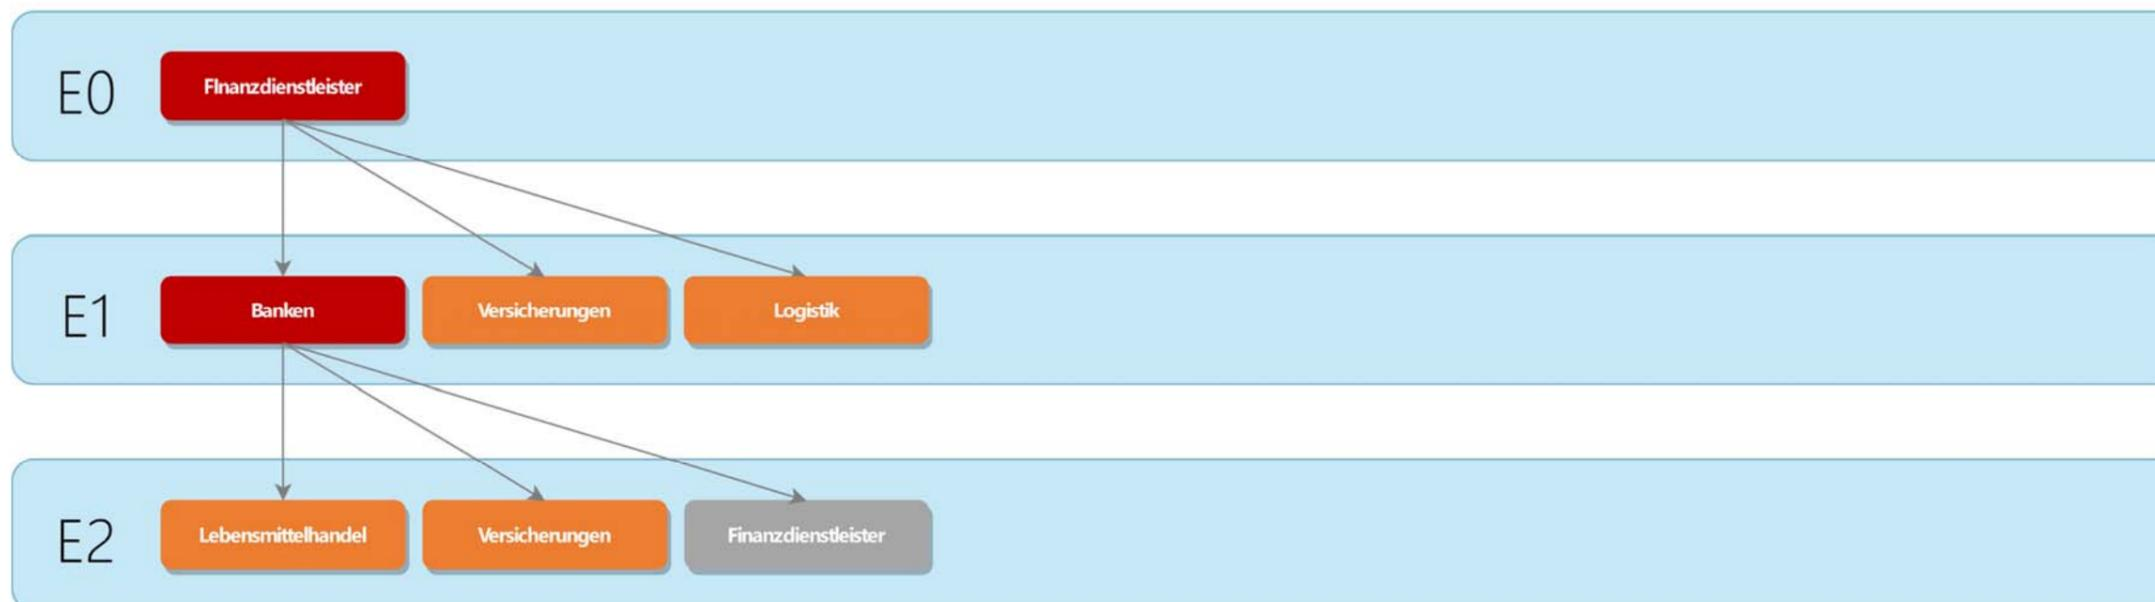 E0
FInanzdienstleister
E1
Banken
Versicherungen
Logistik
E2
Lebensmittelhandel
Versicherungen
Finanzdienstleister